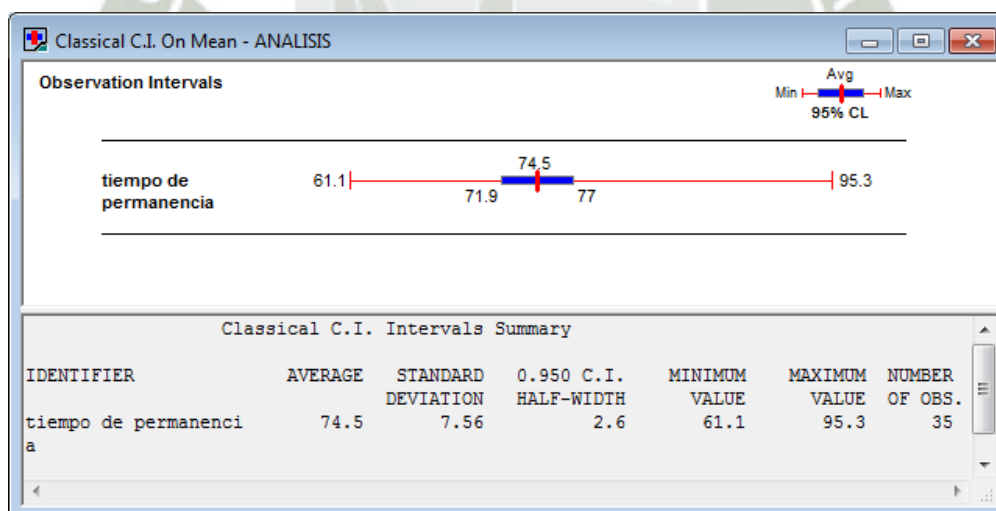 Classical C.I. On Mean - ANALISIS
Observation Intervals
Avg
Min Max
95% CL
74.5
tiempo de 61.1 95.3
permanencia 71.9 77
Classical C.I. Intervals Summary
IDENTIFIER AVERAGE STANDARD 0.950 C.I. MINIMUM MAXIMUM NUMBER
DEVIATION HALF-WIDTH VALUE VALUE OF OBS.
tiempo de permanenci 74.5 7.56 2.6 61.1 95.3 35
a